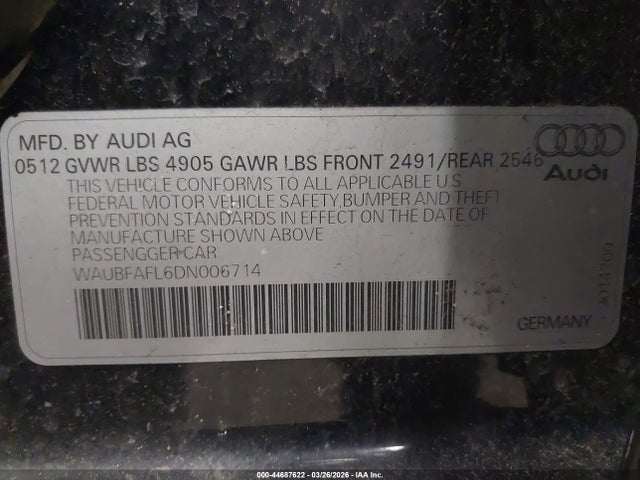 MFD. BY AUDI AG
0512 GVWR LBS 4905 GAWR LBS FRONT 2491/REAR 2546
THIS VEHICLE CONFORMS TO ALL APPLICABLE U.S
FEDERAL MOTOR VEHICLE SAFETY, BUMPER AND THEFT
PREVENTION STANDARDS IN EFFECT ON THE DATE OF
MANUFACTURE SHOWN ABOVE
PASSENGGER CAR
WAUBFAFL6DN006714
Audi
GERMANY
000-44687622 | 03/26/2026 | IAA Inc.